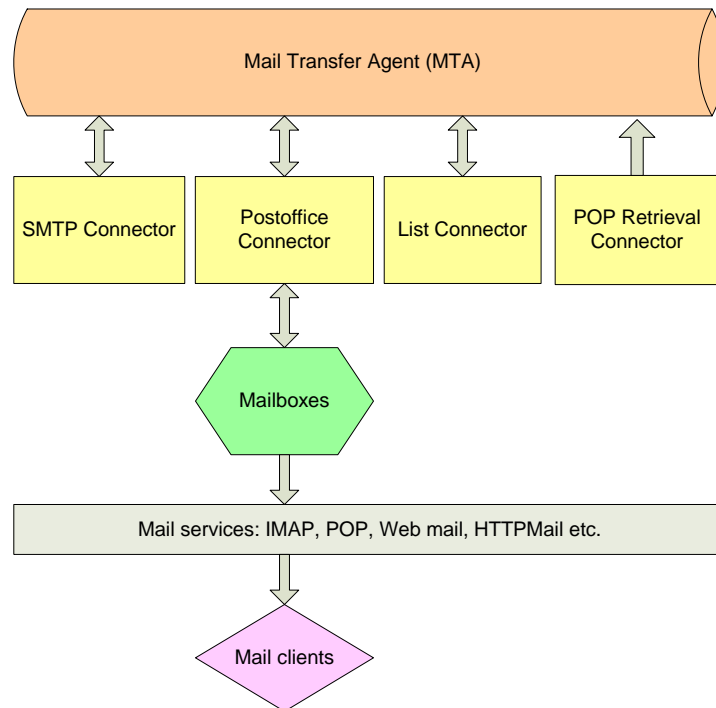 Mail Transfer Agent (MTA)
SMTP Connector
Postoffice
Connector
List Connector
POP Retrieval
Connector
Mailboxes
Mail services: IMAP, POP, Web mail, HTTPMail etc.
Mail clients